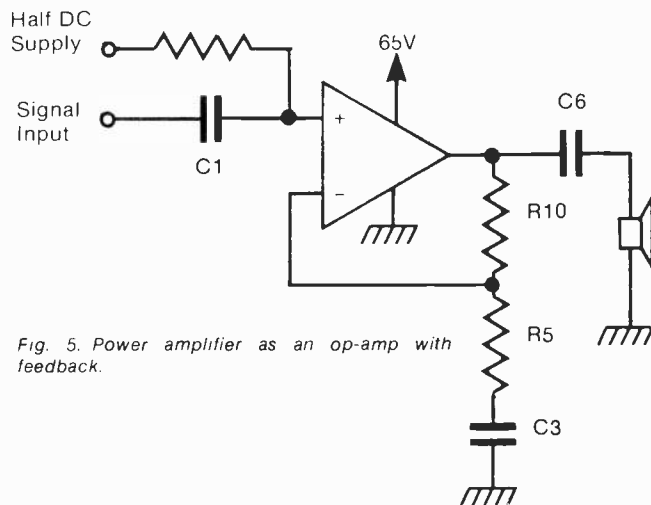 Half DC
Supply
65V
Signal
Input
C1
+
−
C6
R10
R5
C3
Fig. 5. Power amplifier as an op-amp with
feedback.